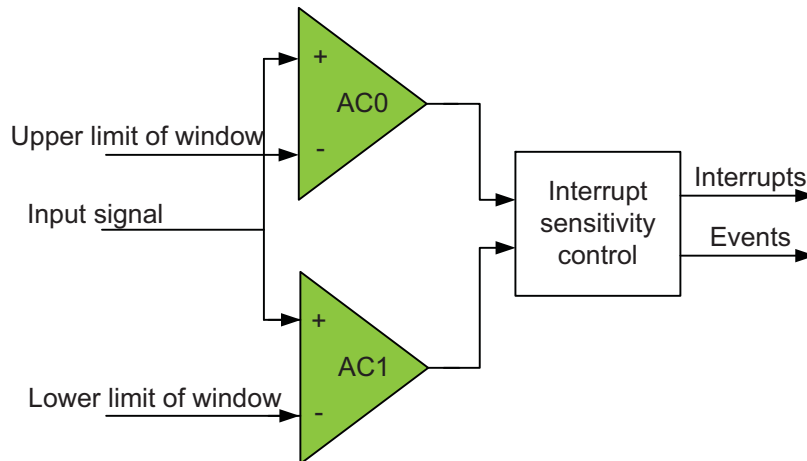 +
AC0
Upper limit of window
-
Input signal
Interrupt
sensitivity
control
Interrupts
Events
+
AC1
Lower limit of window
-